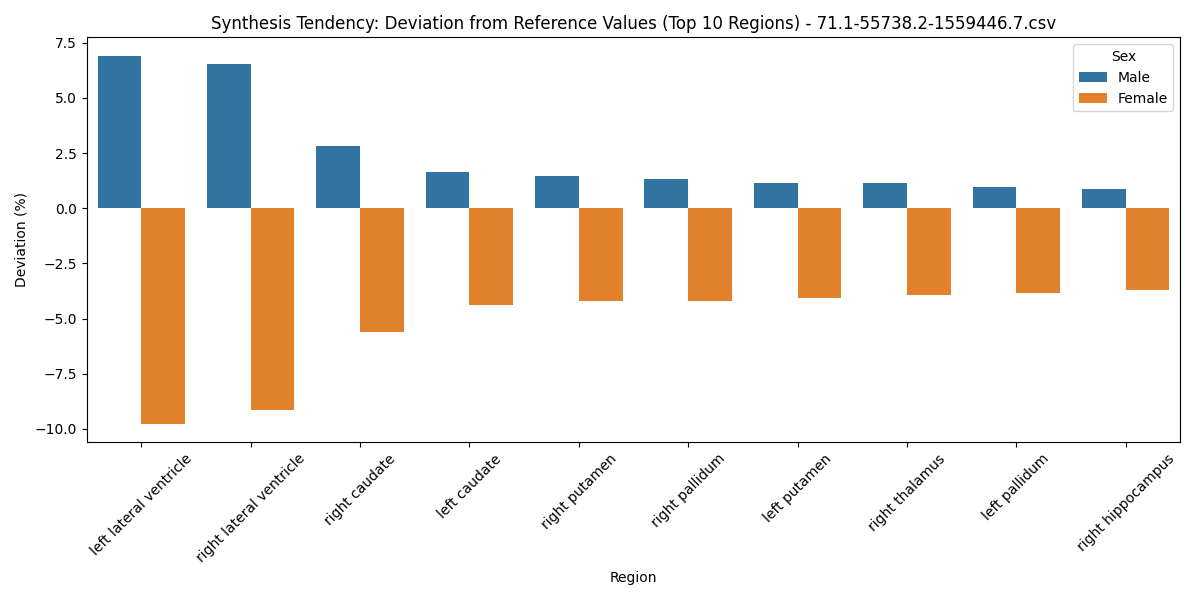 Synthesis Tendency: Deviation from Reference Values (Top 10 Regions) - 71.1-55738.2-1559446.7.csv
Sex
Male
Female
Deviation (%)
7.5
5.0
2.5
0.0
−2.5
−5.0
−7.5
−10.0
left lateral ventricle
right lateral ventricle
right caudate
left caudate
right putamen
right pallidum
left putamen
right thalamus
left pallidum
right hippocampus
Region